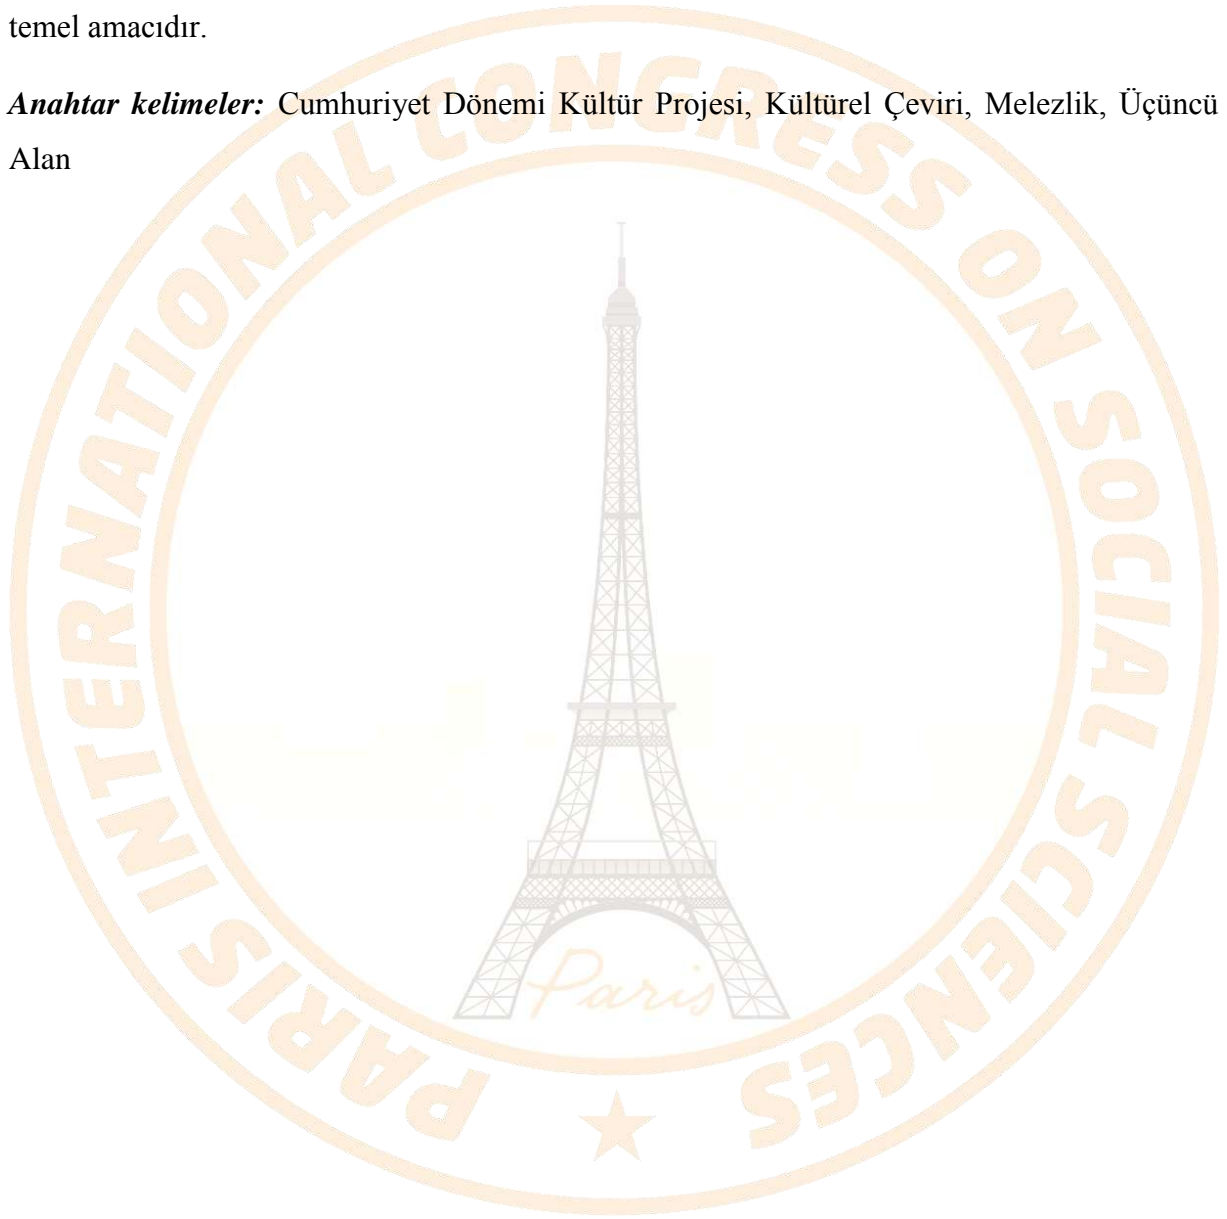 temel amacıdır.
Anahtar kelimeler: Cumhuriyet Dönemi Kültür Projesi, Kültürel Çeviri, Melezlik, Üçüncü
Alan
PARIS INTERNATIONAL CONGRESS ON SOCIAL SCIENCES
Paris